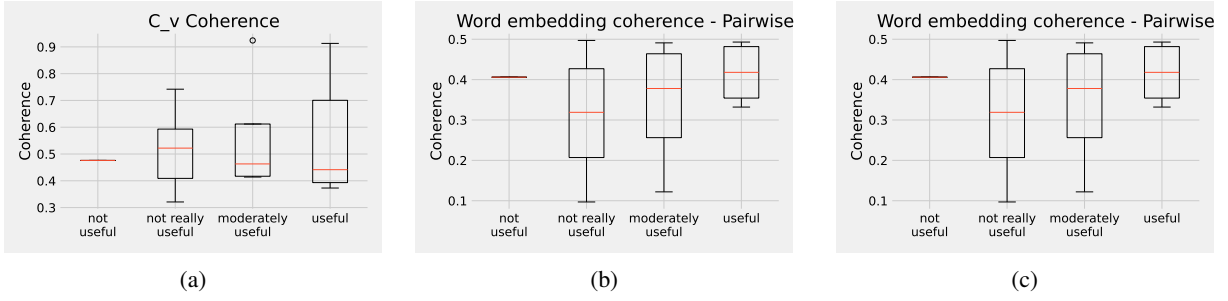 C_v Coherence
Coherence
0.9
0.8
0.7
0.6
0.5
0.4
0.3
not
useful
not really
useful
moderately
useful
useful
(a)
Word embedding coherence - Pairwise
Coherence
0.5
0.4
0.3
0.2
0.1
not
useful
not really
useful
moderately
useful
useful
(b)
Word embedding coherence - Pairwise
Coherence
0.5
0.4
0.3
0.2
0.1
not
useful
not really
useful
moderately
useful
useful
(c)